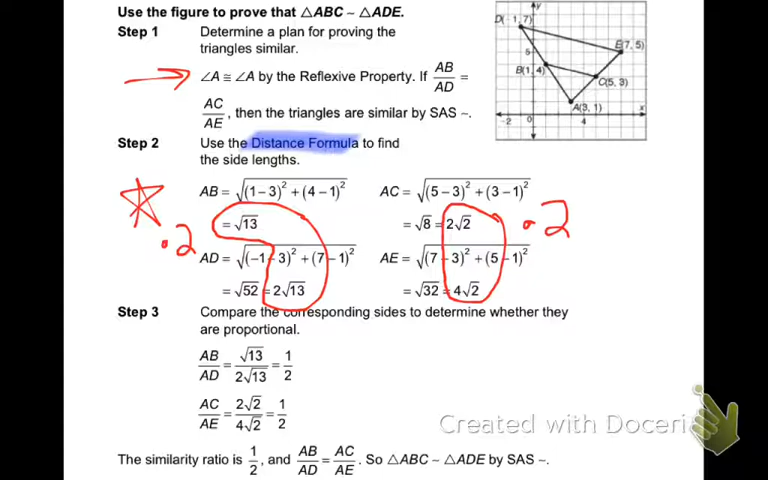 Use the figure to prove that △ABC ~ △ADE.
Step 1 Determine a plan for proving the
triangles similar.
∠A ≅ ∠A by the Reflexive Property. If AB/AD =
AC/AE, then the triangles are similar by SAS ~.
Step 2 Use the Distance Formula to find
the side lengths.
AB = √((1 − 3)² + (4 − 1)²) AC = √((5 − 3)² + (3 − 1)²)
= √13 = √8 = 2√2
·2 ·2
AD = √((−1 − 3)² + (7 − 1)²) AE = √((7 − 3)² + (5 − 1)²)
= √52 = 2√13 = √32 = 4√2
Step 3 Compare the corresponding sides to determine whether they
are proportional.
AB/AD = √13/2√13 = 1/2
AC/AE = 2√2/4√2 = 1/2
The similarity ratio is 1/2, and AB/AD = AC/AE. So △ABC ~ △ADE by SAS ~.
y
D(−1, 7)
E(7, 5)
5
B(1, 4)
C(5, 3)
A(3, 1)
x
−2 0 4
Created with Doceri